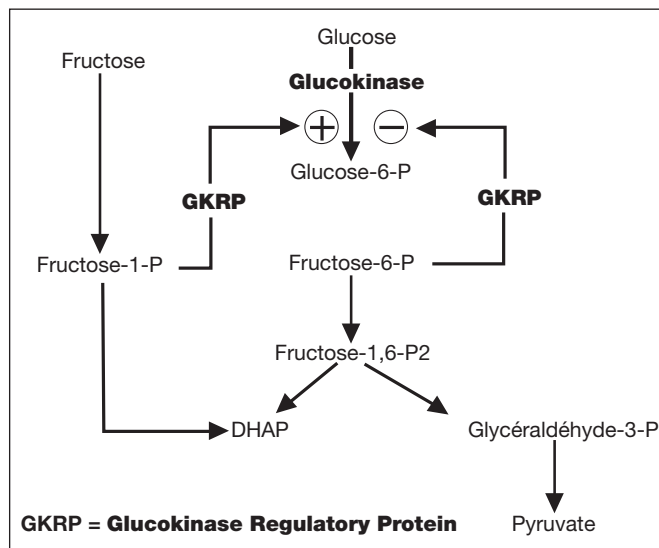 Glucose
Fructose
Glucokinase
+
−
Glucose-6-P
GKRP
GKRP
Fructose-1-P
Fructose-6-P
Fructose-1,6-P2
DHAP
Glycéraldéhyde-3-P
GKRP = Glucokinase Regulatory Protein
Pyruvate